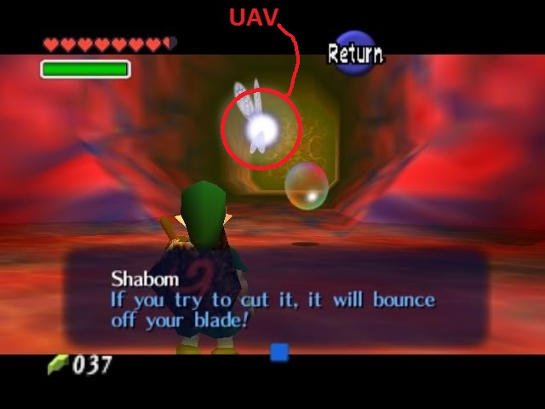 UAV
Return
Shabom
If you try to cut it, it will bounce
off your blade!
037